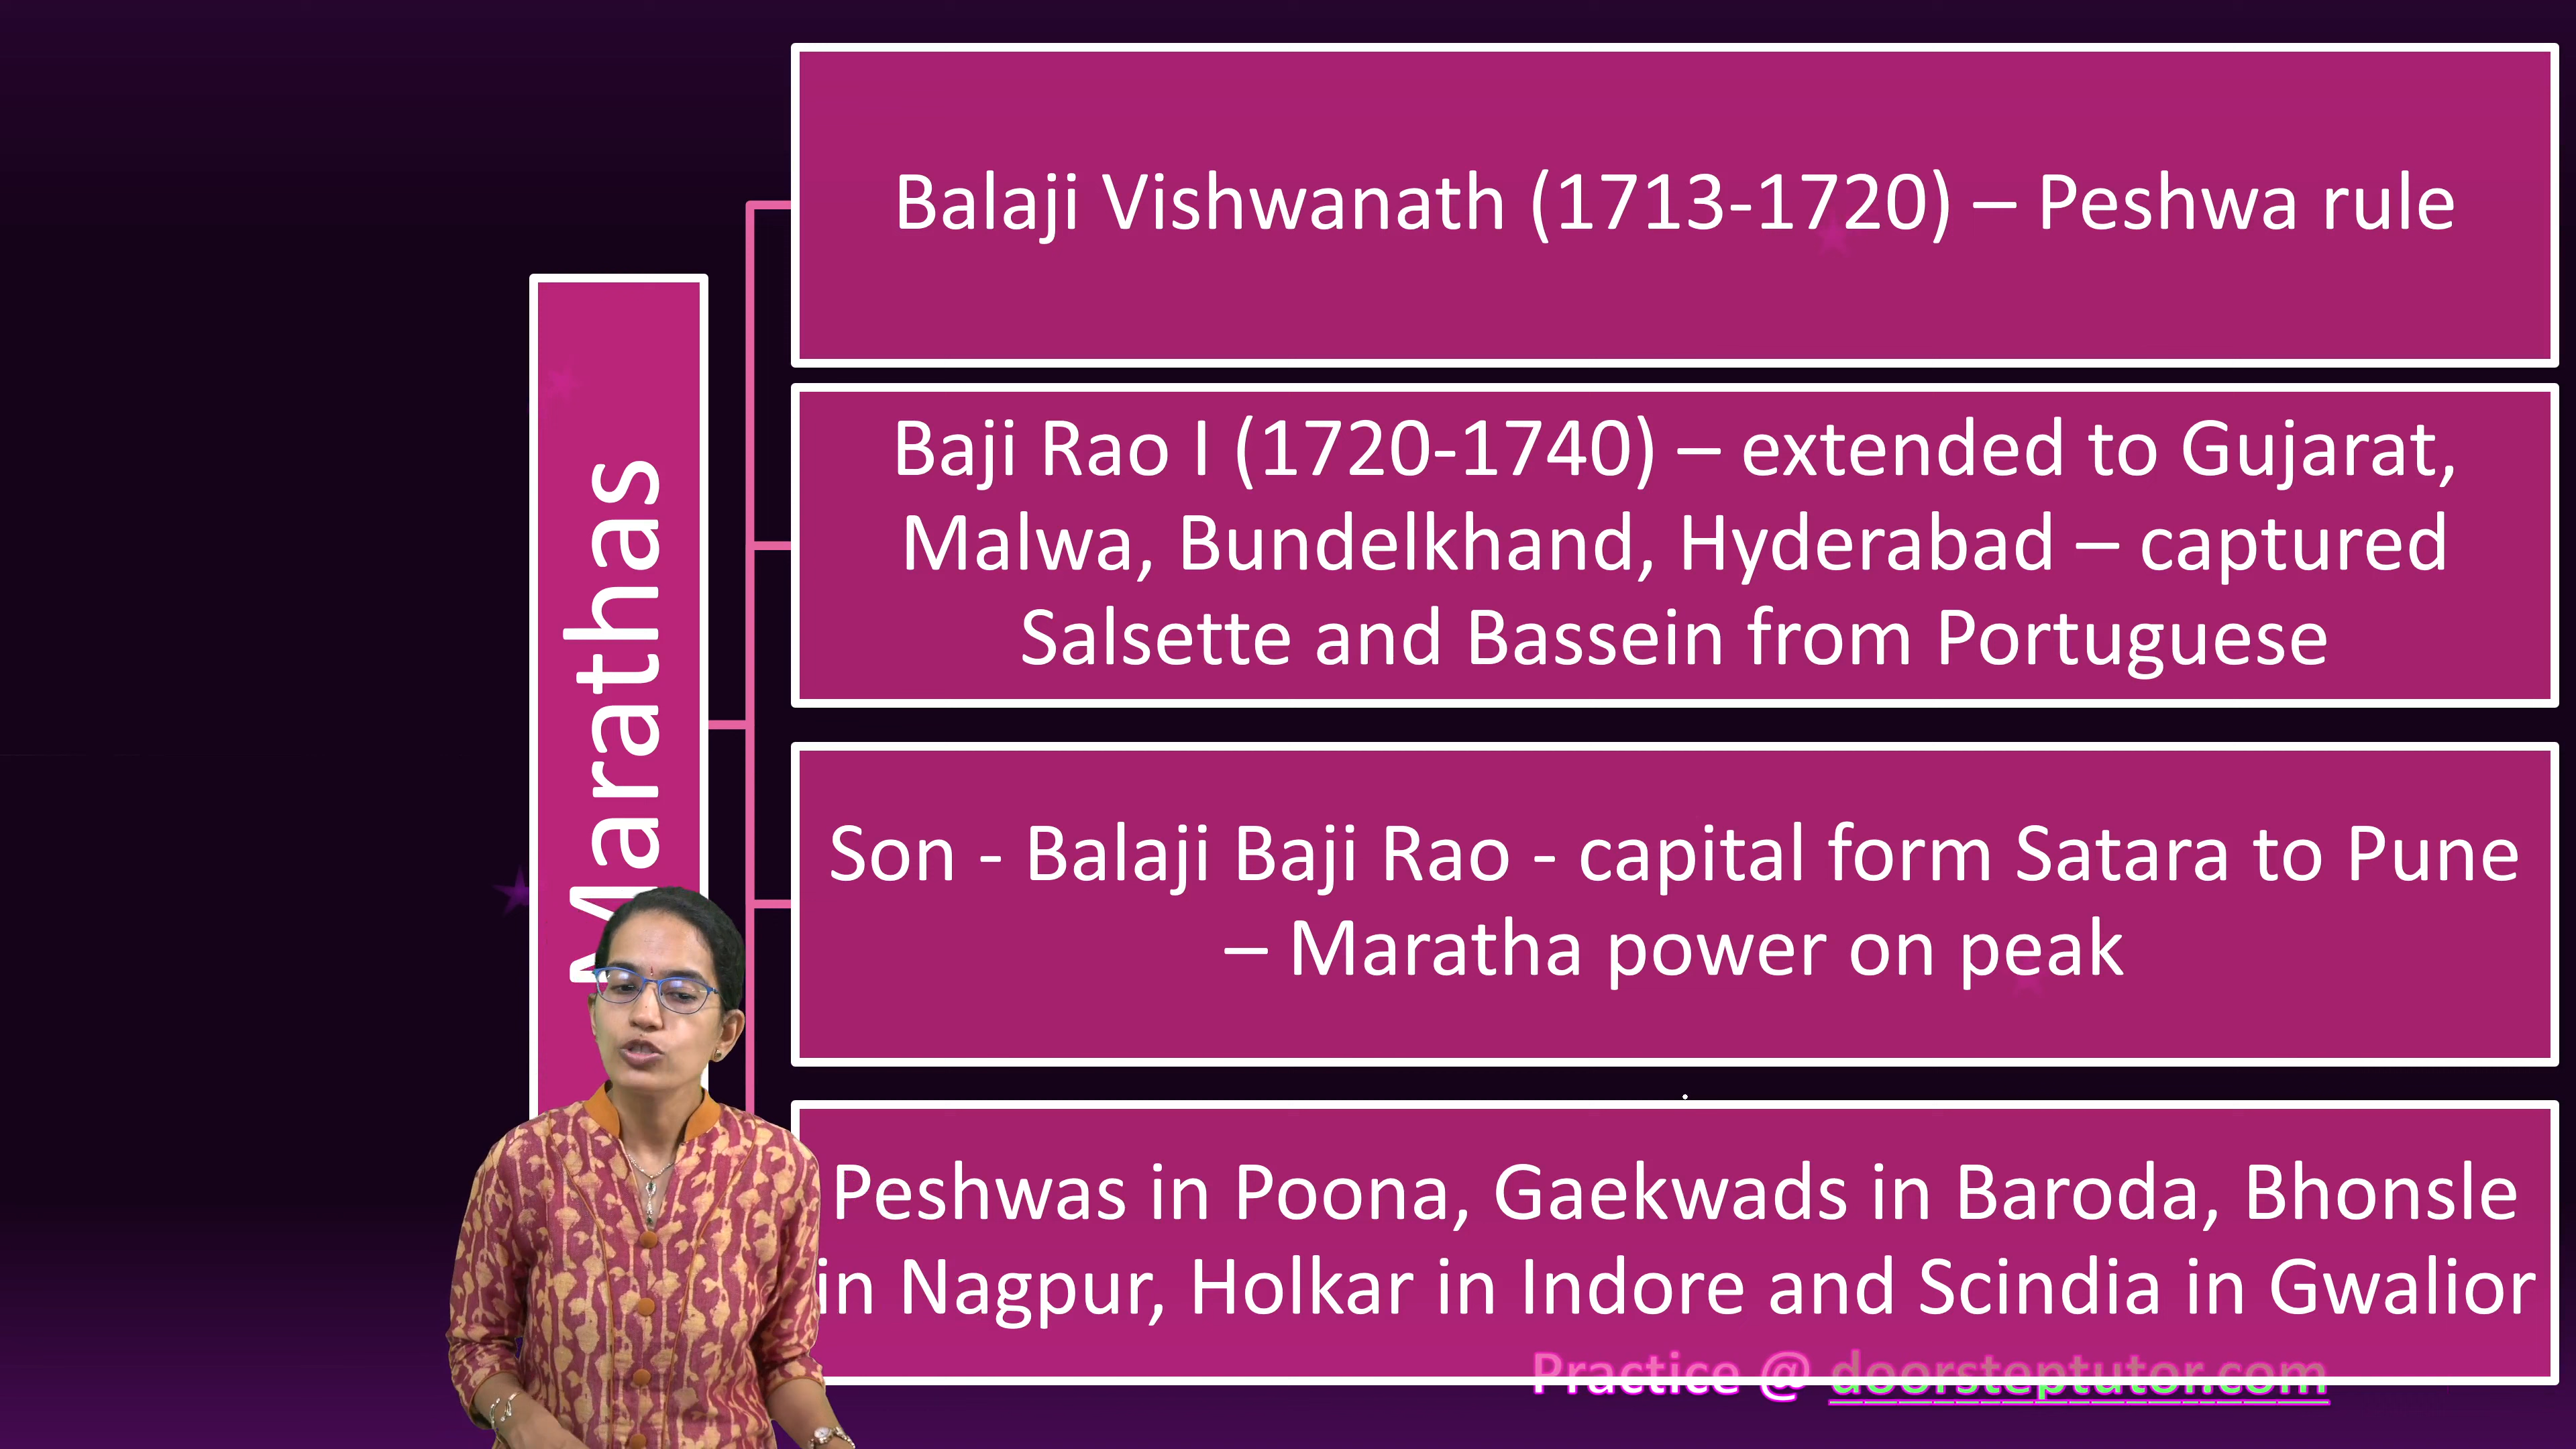 Marathas
Balaji Vishwanath (1713-1720) – Peshwa rule
Baji Rao I (1720-1740) – extended to Gujarat,
Malwa, Bundelkhand, Hyderabad – captured
Salsette and Bassein from Portuguese
Son - Balaji Baji Rao - capital form Satara to Pune
– Maratha power on peak
Peshwas in Poona, Gaekwads in Baroda, Bhonsle
in Nagpur, Holkar in Indore and Scindia in Gwalior
Practice @ doorsteptutor.com